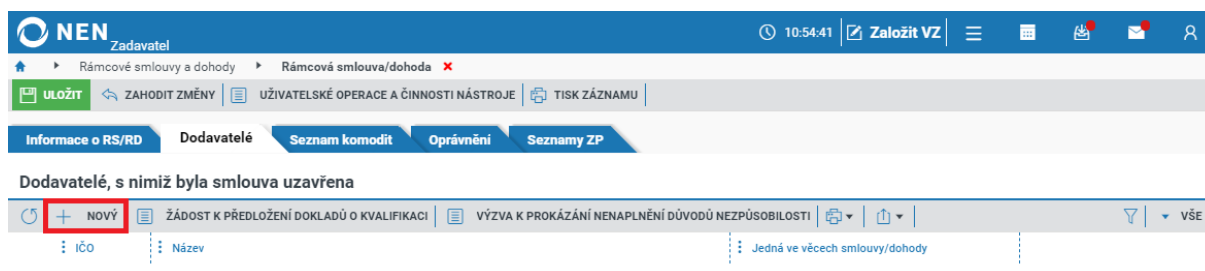 NEN Zadavatel 10:54:41 Založit VZ
Rámcové smlouvy a dohody Rámcová smlouva/dohoda
ULOŽIT ZAHODIT ZMĚNY UŽIVATELSKÉ OPERACE A ČINNOSTI NÁSTROJE TISK ZÁZNAMU
Informace o RS/RD Dodavatelé Seznam komodit Oprávnění Seznamy ZP
Dodavatelé, s nimiž byla smlouva uzavřena
NOVÝ ŽÁDOST K PŘEDLOŽENÍ DOKLADŮ O KVALIFIKACI VÝZVA K PROKÁZÁNÍ NENAPLNĚNÍ DŮVODŮ NEZPŮSOBILOSTI VŠE
IČO Název Jedná ve věcech smlouvy/dohody